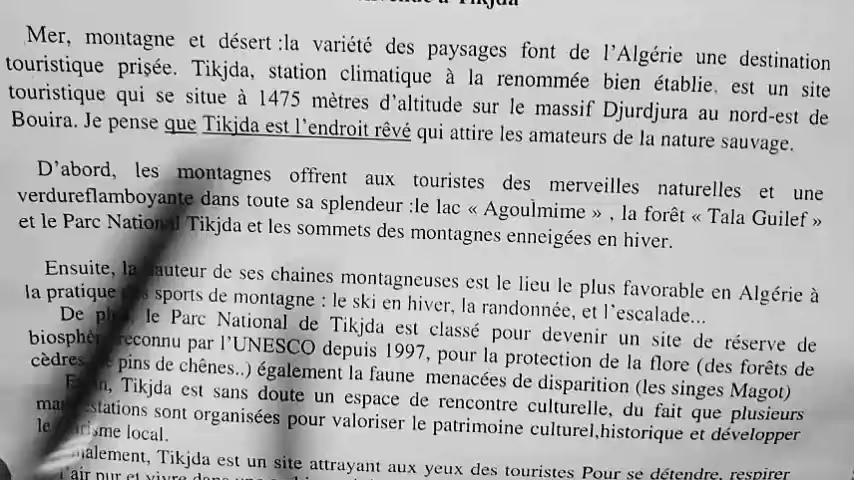 à Tikjda
Mer, montagne et désert :la variété des paysages font de l'Algérie une destination
touristique prisée. Tikjda, station climatique à la renommée bien établie, est un site
touristique qui se situe à 1475 mètres d'altitude sur le massif Djurdjura au nord-est de
Bouira. Je pense que Tikjda est l'endroit rêvé qui attire les amateurs de la nature sauvage.
D'abord, les montagnes offrent aux touristes des merveilles naturelles et une
verdureflamboyante dans toute sa splendeur :le lac « Agoulmime » , la forêt « Tala Guilef »
et le Parc National Tikjda et les sommets des montagnes enneigées en hiver.
Ensuite, la hauteur de ses chaines montagneuses est le lieu le plus favorable en Algérie à
la pratique des sports de montagne : le ski en hiver, la randonnée, et l'escalade...
De plus, le Parc National de Tikjda est classé pour devenir un site de réserve de
biosphère reconnu par l'UNESCO depuis 1997, pour la protection de la flore (des forêts de
cèdres, pins de chênes..) également la faune menacées de disparition (les singes Magot)
Enfin, Tikjda est sans doute un espace de rencontre culturelle, du fait que plusieurs
manifestations sont organisées pour valoriser le patrimoine culturel,historique et développer
le tourisme local.
Finalement, Tikjda est un site attrayant aux yeux des touristes Pour se détendre, respirer
l'air pur et vivre dans une